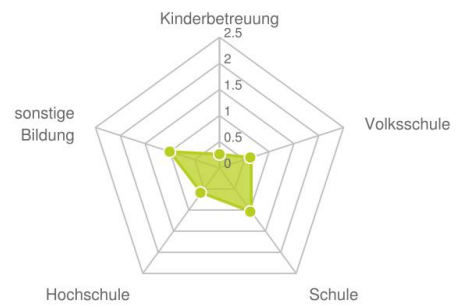 Kinderbetreuung
2.5
2
1.5
1
0.5
0
Volksschule
Schule
Hochschule
sonstige
Bildung